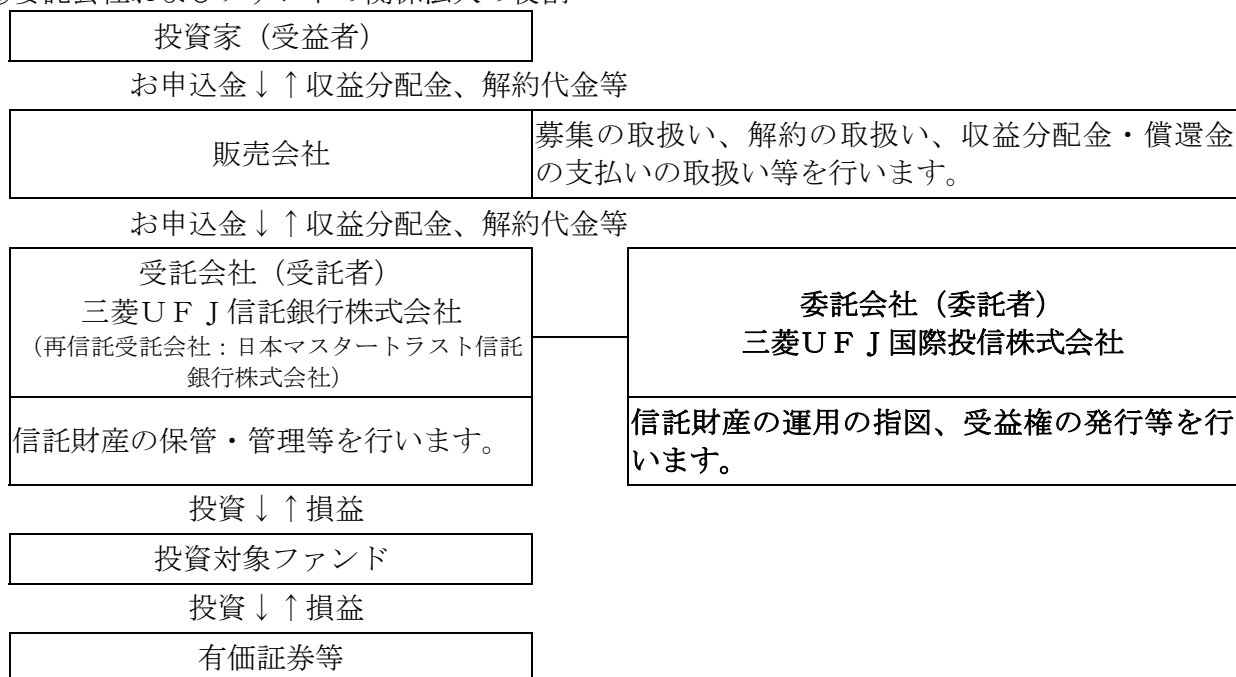 投資家（受益者）
お申込金↓↑収益分配金、解約代金等
販売会社
募集の取扱い、解約の取扱い、収益分配金・償還金
の支払いの取扱い等を行います。
お申込金↓↑収益分配金、解約代金等
受託会社（受託者）
三菱ＵＦＪ信託銀行株式会社
（再信託受託会社：日本マスタートラスト信託
銀行株式会社）
委託会社（委託者）
三菱ＵＦＪ国際投信株式会社
信託財産の保管・管理等を行います。
信託財産の運用の指図、受益権の発行等を行
います。
投資↓↑損益
投資対象ファンド
投資↓↑損益
有価証券等